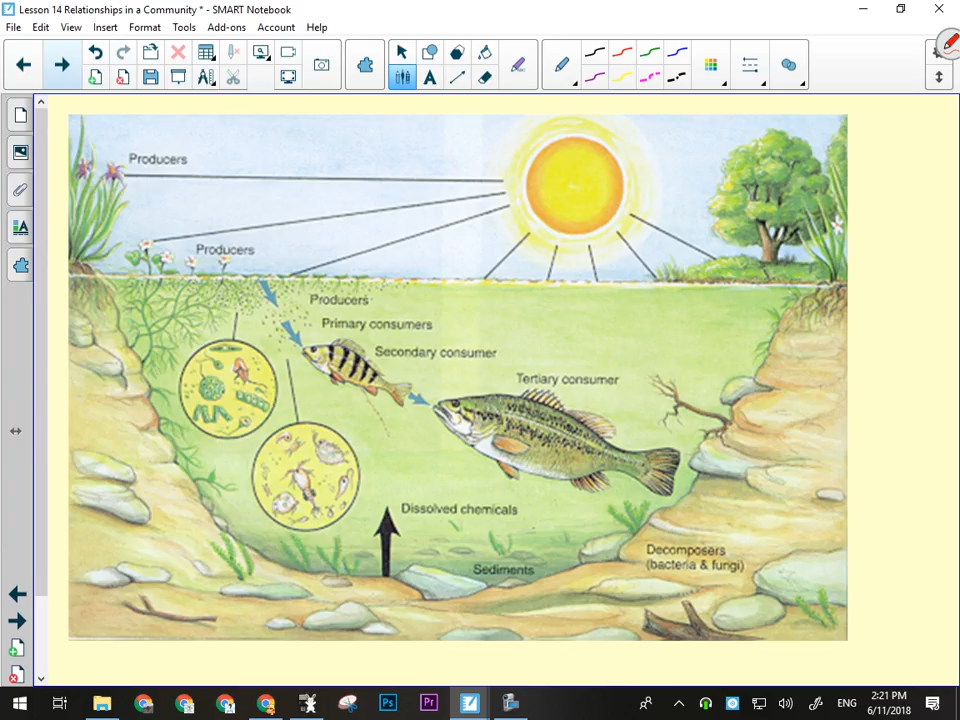 Lesson 14 Relationships in a Community * - SMART Notebook
File Edit View Insert Format Tools Add-ons Account Help
Producers
Producers
Producers
Primary consumers
Secondary consumer
Tertiary consumer
Dissolved chemicals
Decomposers
(bacteria & fungi)
Sediments
ENG
2:21 PM
6/11/2018